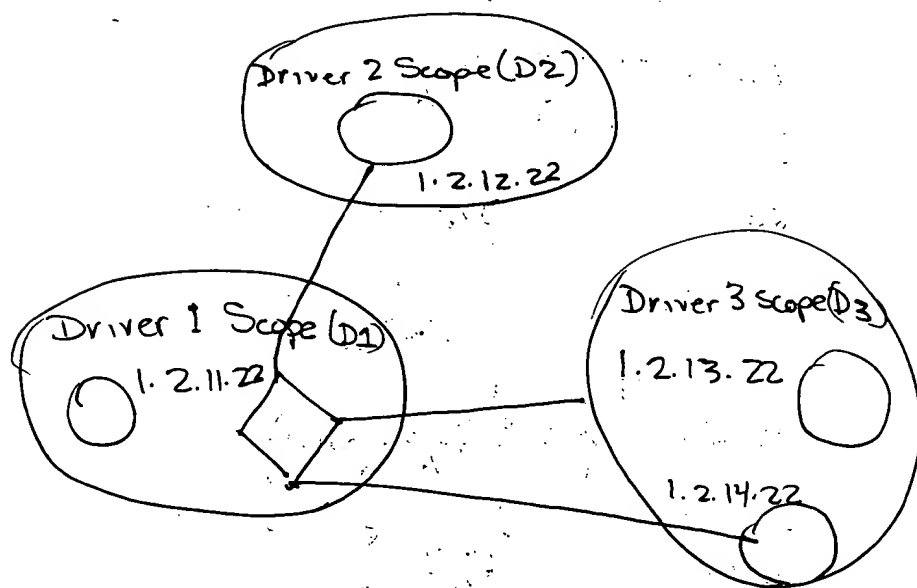 Driver 2 Scope(D2)
1.2.12.22
Driver 1 Scope(D1)
1.2.11.22
Driver 3 scope(D3)
1.2.13.22
1.2.14.22